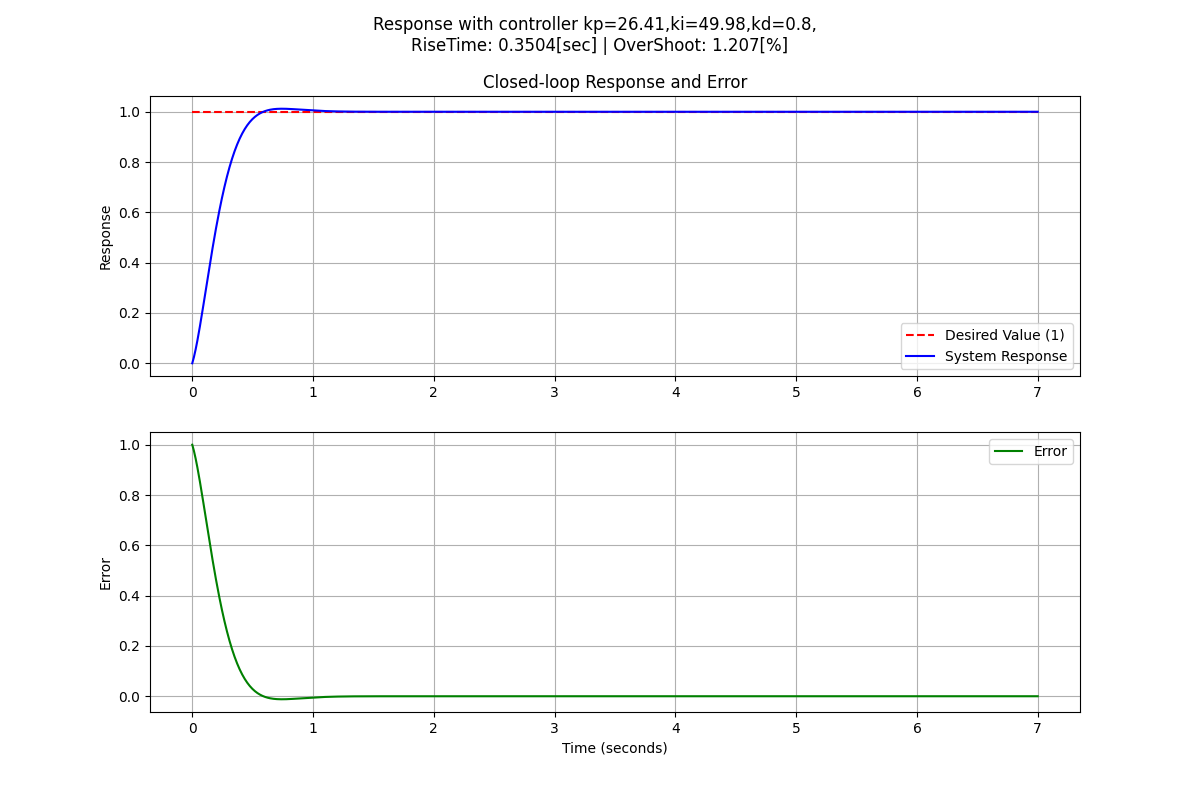 Response with controller kp=26.41,ki=49.98,kd=0.8,
RiseTime: 0.3504[sec] | OverShoot: 1.207[%]
Closed-loop Response and Error
Response
1.0
0.8
0.6
0.4
0.2
0.0
Desired Value (1)
System Response
0 1 2 3 4 5 6 7
Error
1.0
0.8
0.6
0.4
0.2
0.0
Error
0 1 2 3 4 5 6 7
Time (seconds)